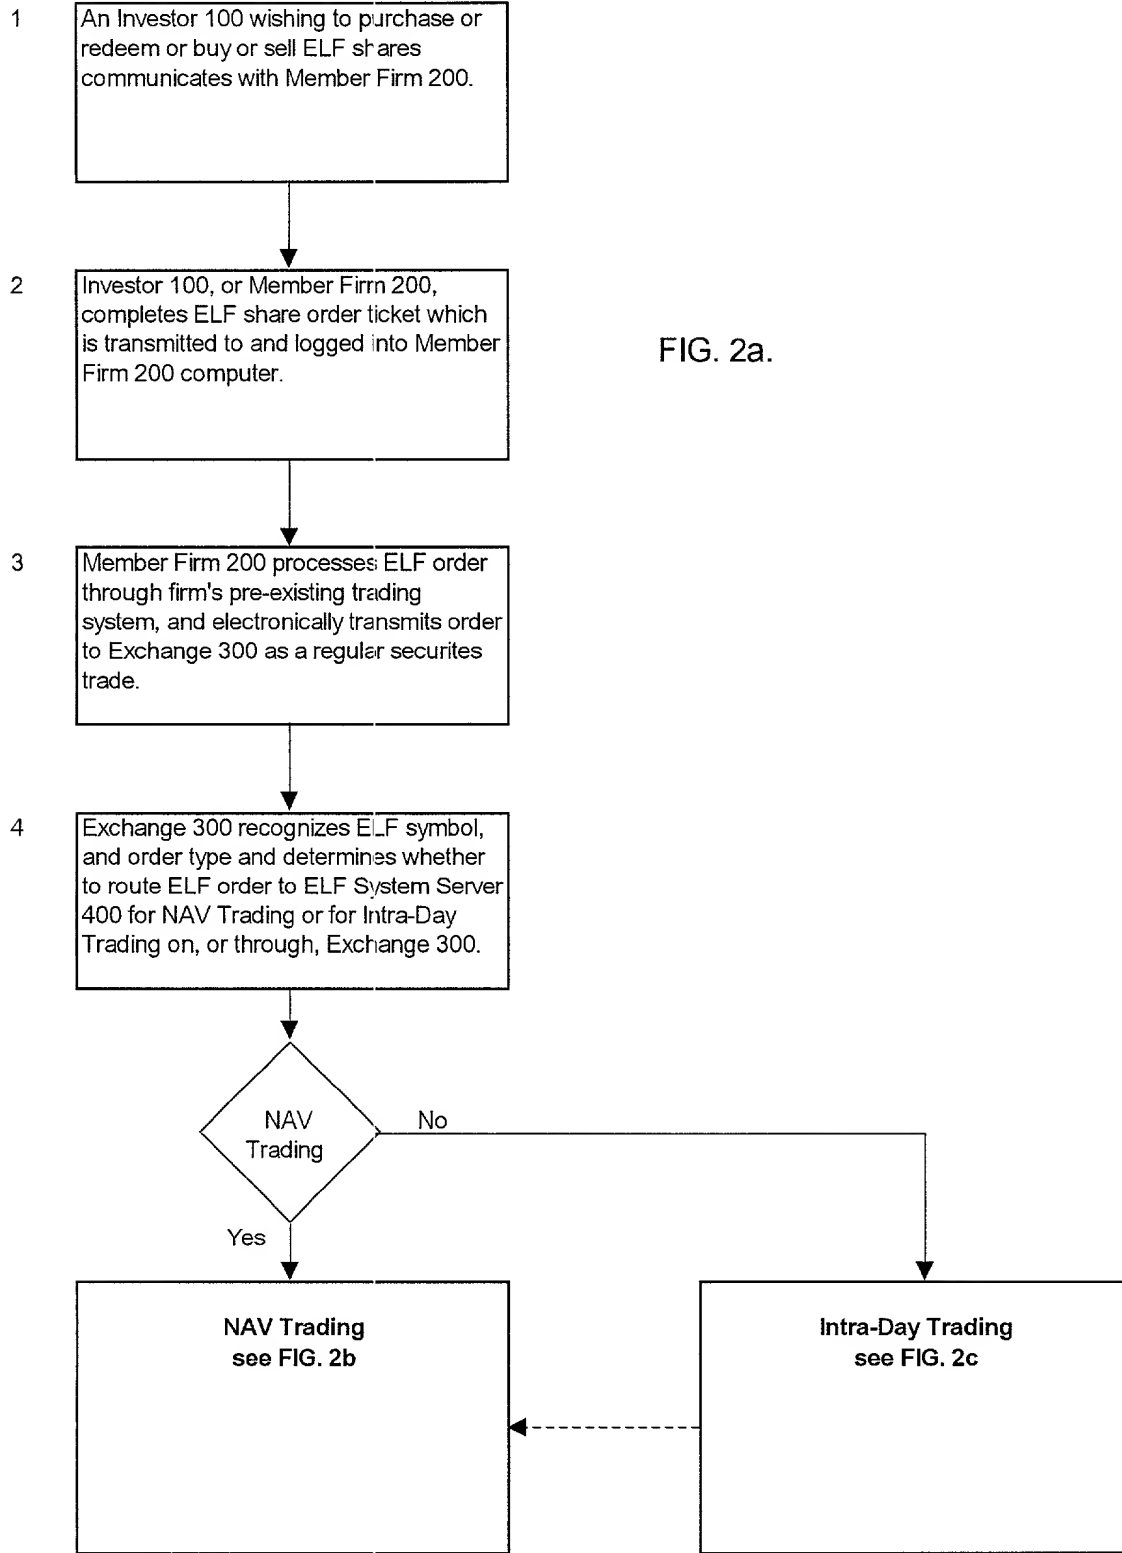 1
An Investor 100 wishing to purchase or
redeem or buy or sell ELF shares
communicates with Member Firm 200.
2
Investor 100, or Member Firm 200,
completes ELF share order ticket which
is transmitted to and logged into Member
Firm 200 computer.
FIG. 2a.
3
Member Firm 200 processes ELF order
through firm's pre-existing trading
system, and electronically transmits order
to Exchange 300 as a regular securites
trade.
4
Exchange 300 recognizes ELF symbol,
and order type and determines whether
to route ELF order to ELF System Server
400 for NAV Trading or for Intra-Day
Trading on, or through, Exchange 300.
NAV
Trading
No
Yes
NAV Trading
see FIG. 2b
Intra-Day Trading
see FIG. 2c